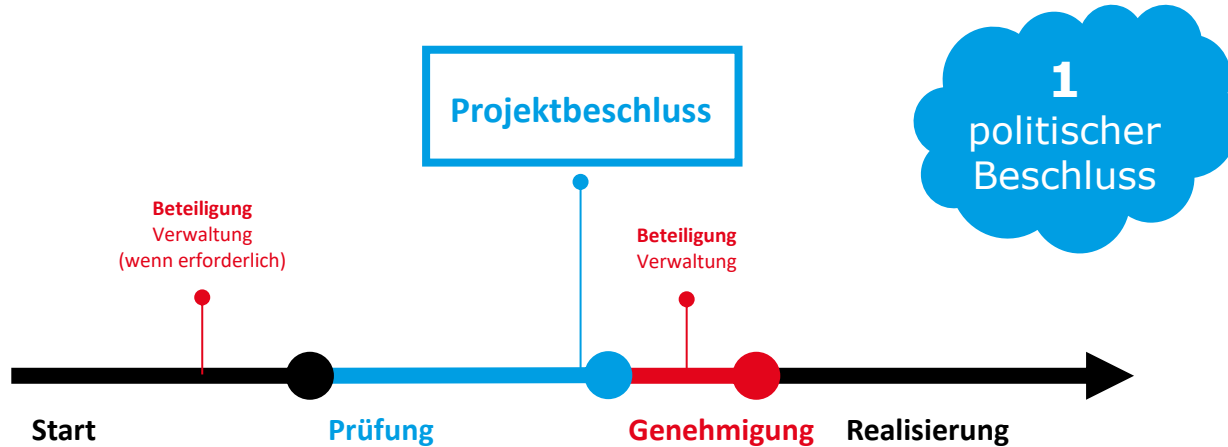 Projektbeschluss
1
politischer
Beschluss
Beteiligung
Verwaltung
(wenn erforderlich)
Beteiligung
Verwaltung
Start
Prüfung
Genehmigung
Realisierung